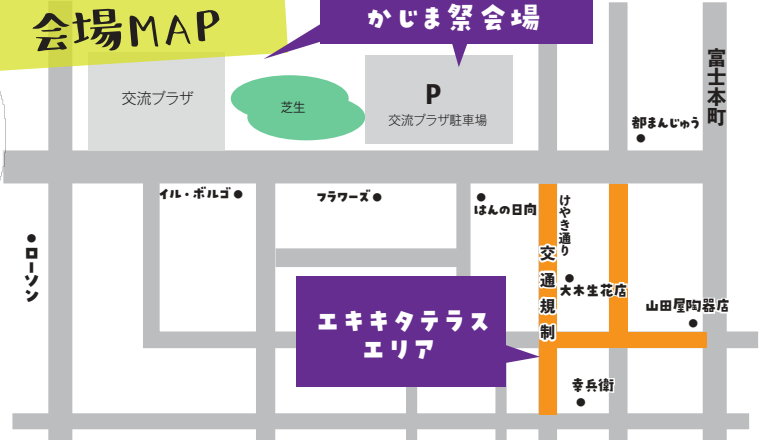 会場MAP
かじま祭会場
交流プラザ
芝生
P
交流プラザ駐車場
富士本町
都まんじゅう
イル・ボルゴ
フラワーズ
はんの日向
けやき通り
ローソン
交通規制
大木生花店
山田屋陶器店
エキキタテラス
エリア
幸兵衛